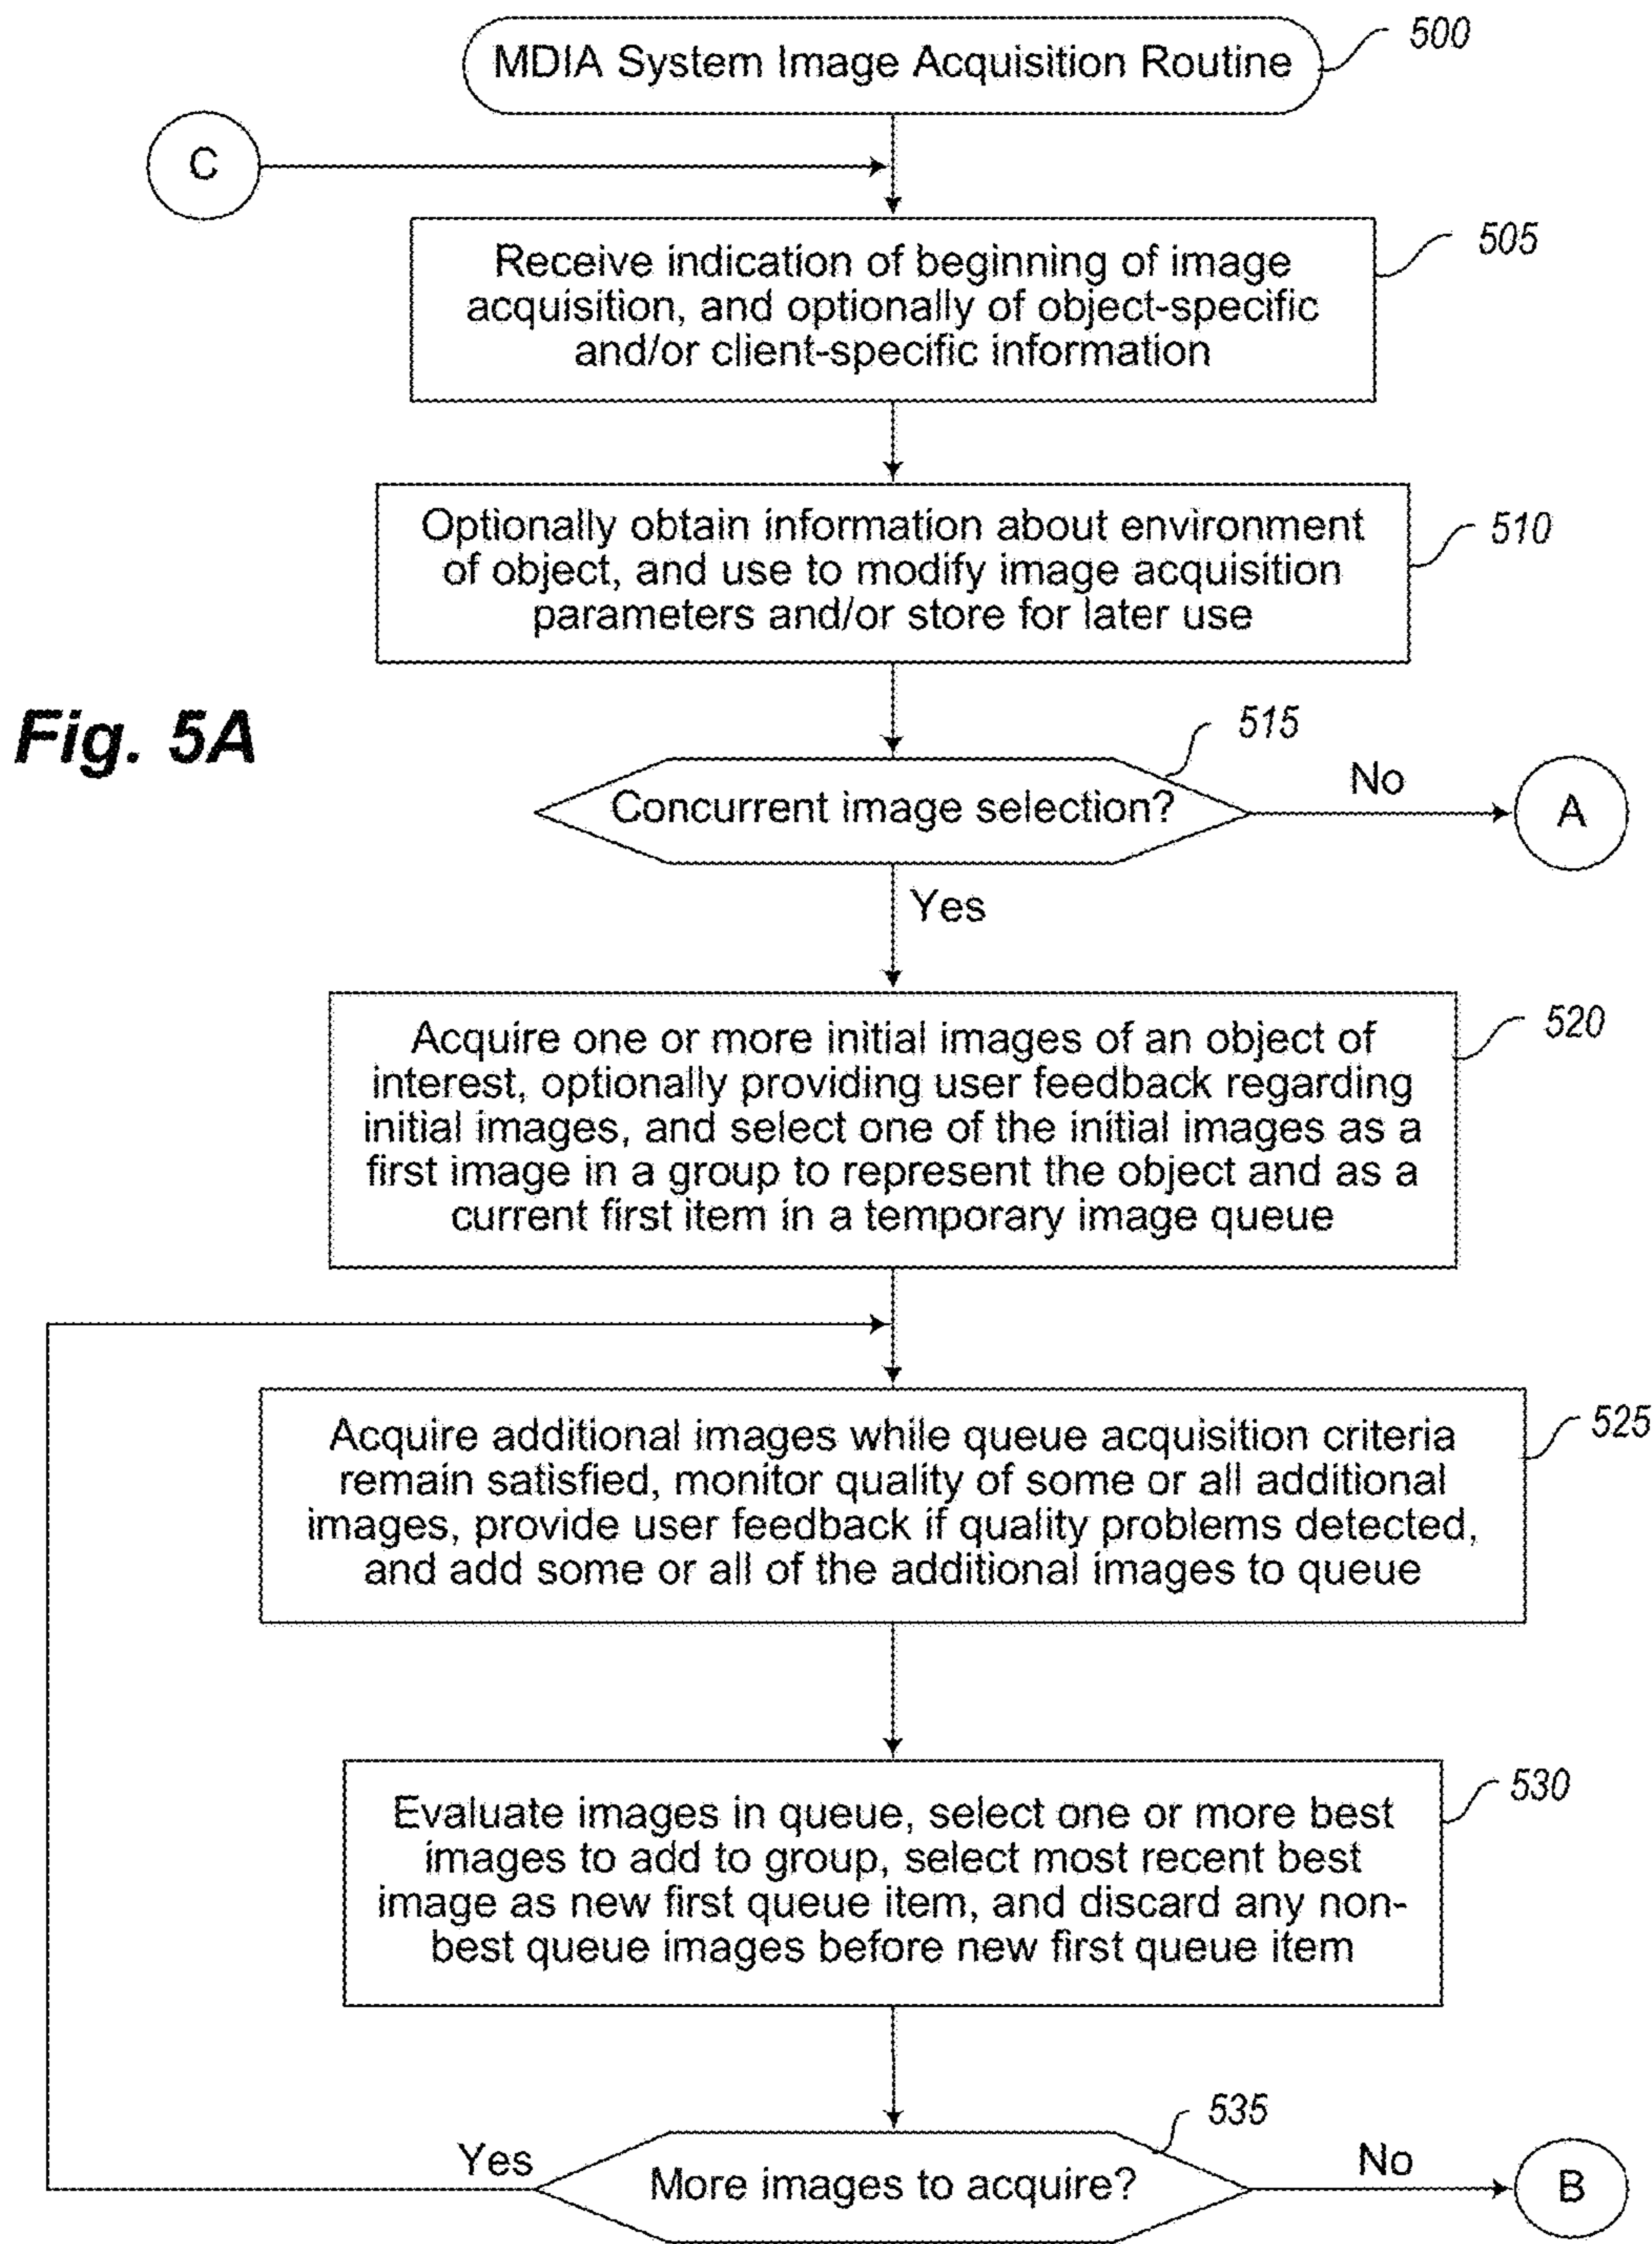 MDIA System Image Acquisition Routine
500
C
Receive indication of beginning of image
acquisition, and optionally of object-specific
and/or client-specific information
505
Optionally obtain information about environment
of object, and use to modify image acquisition
parameters and/or store for later use
510
Fig. 5A
515
Concurrent image selection?
No
A
Yes
Acquire one or more initial images of an object of
interest, optionally providing user feedback regarding
initial images, and select one of the initial images as a
first image in a group to represent the object and as a
current first item in a temporary image queue
520
Acquire additional images while queue acquisition criteria
remain satisfied, monitor quality of some or all additional
images, provide user feedback if quality problems detected,
and add some or all of the additional images to queue
525
Evaluate images in queue, select one or more best
images to add to group, select most recent best
image as new first queue item, and discard any non-
best queue images before new first queue item
530
535
Yes
More images to acquire?
No
B